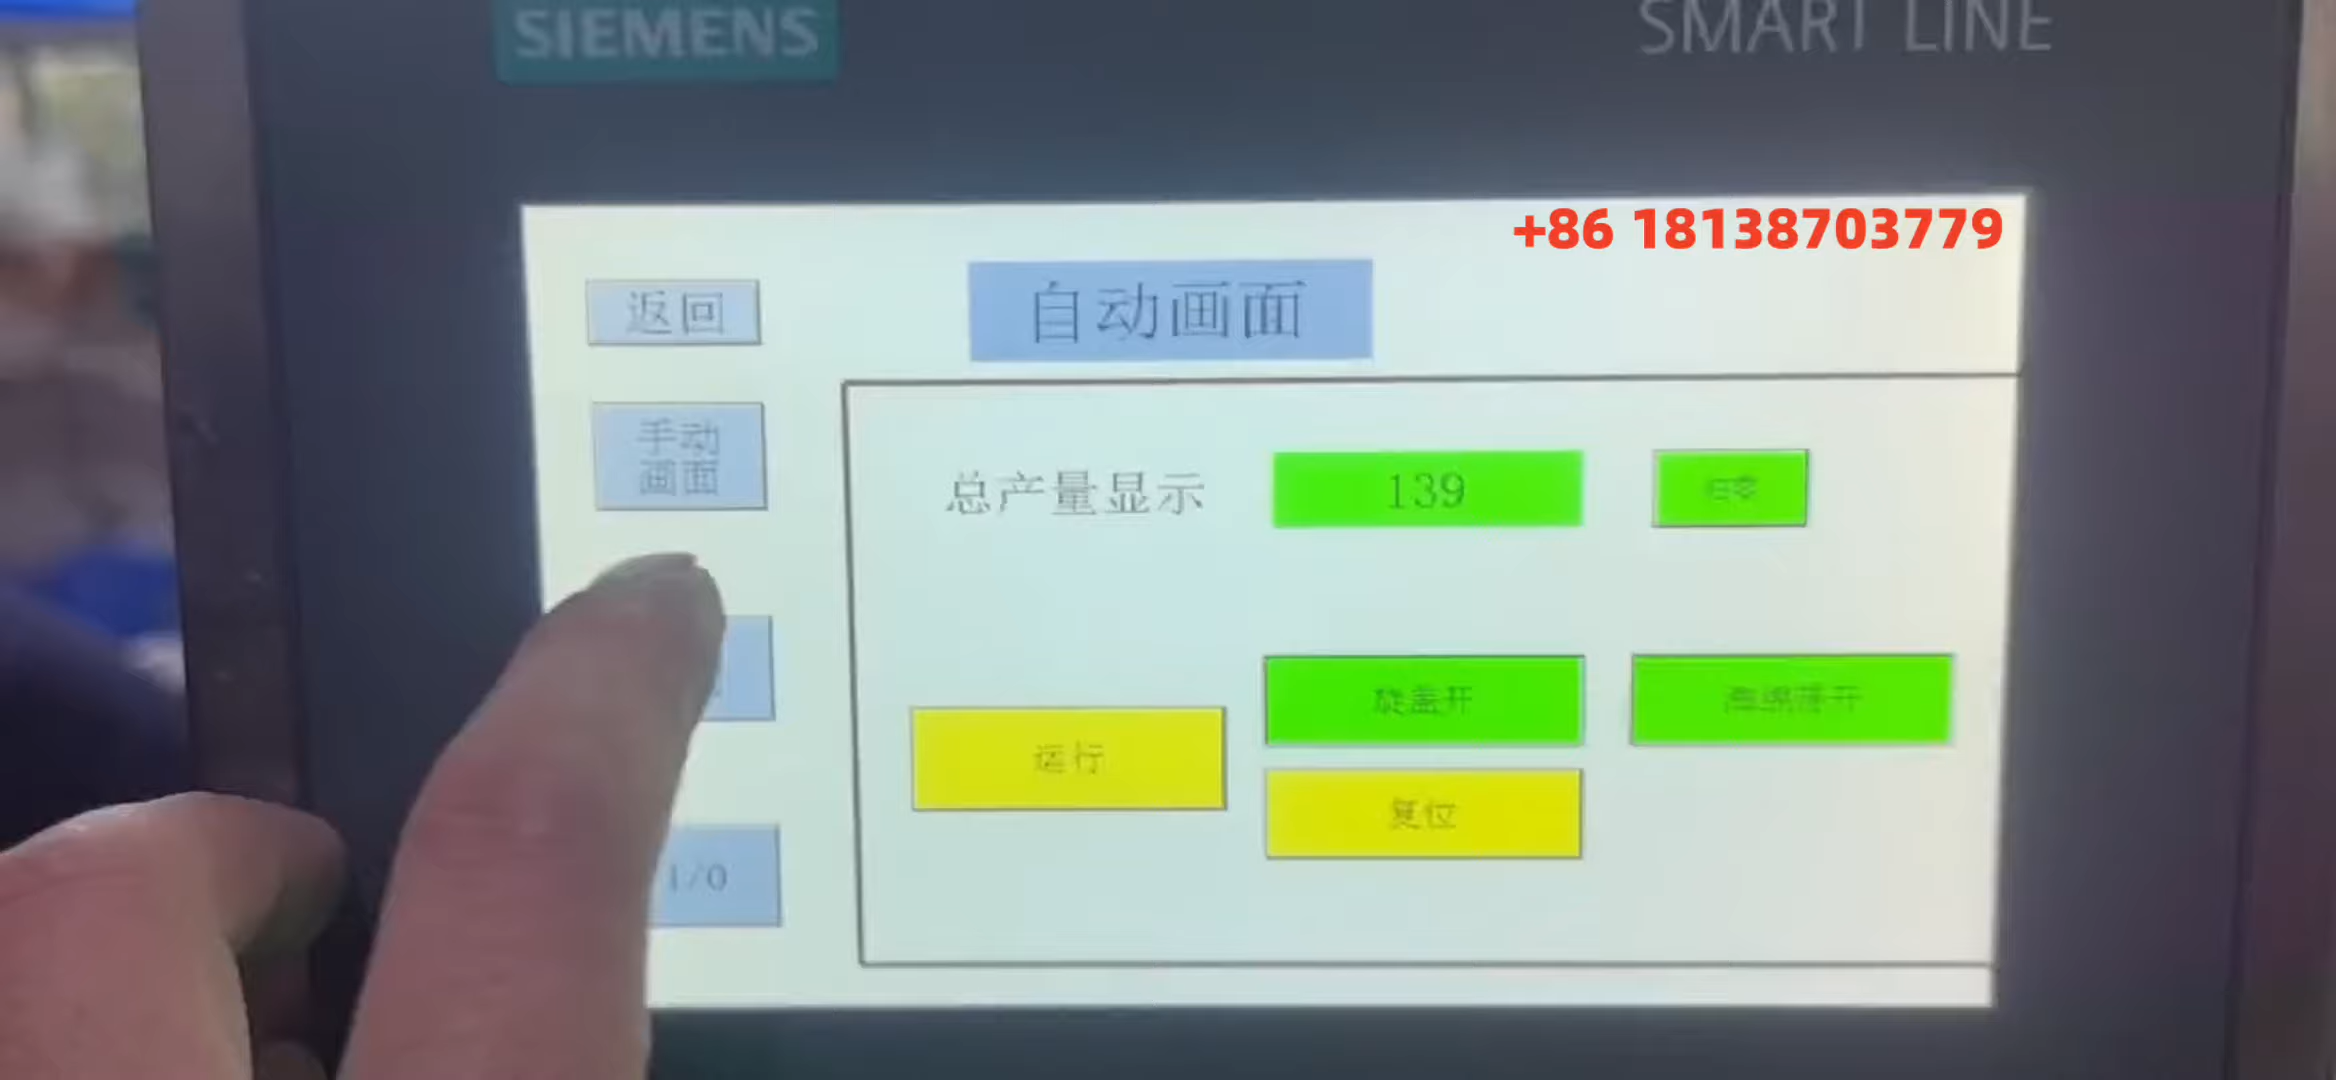 SIEMENS
SMART LINE
+86 18138703779
返回
自动画面
手动
画面
总产量显示
139
旋盖开
运行
复位
I/0